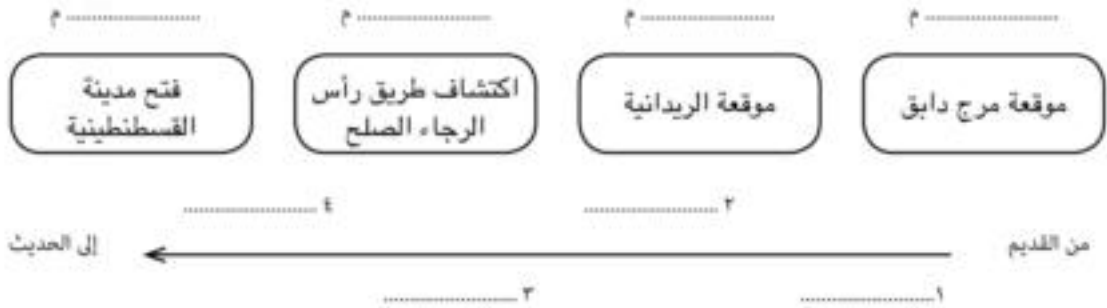 م ........................ م ........................ م ........................ م ........................
موقعة مرج دابق
موقعة الريدانية
اكتشاف طريق رأس
الرجاء الصلح
فتح مدينة
القسطنطينية
٢ ........................ ٤ ........................
من القديم إلى الحديث
١ ........................ ٣ ........................